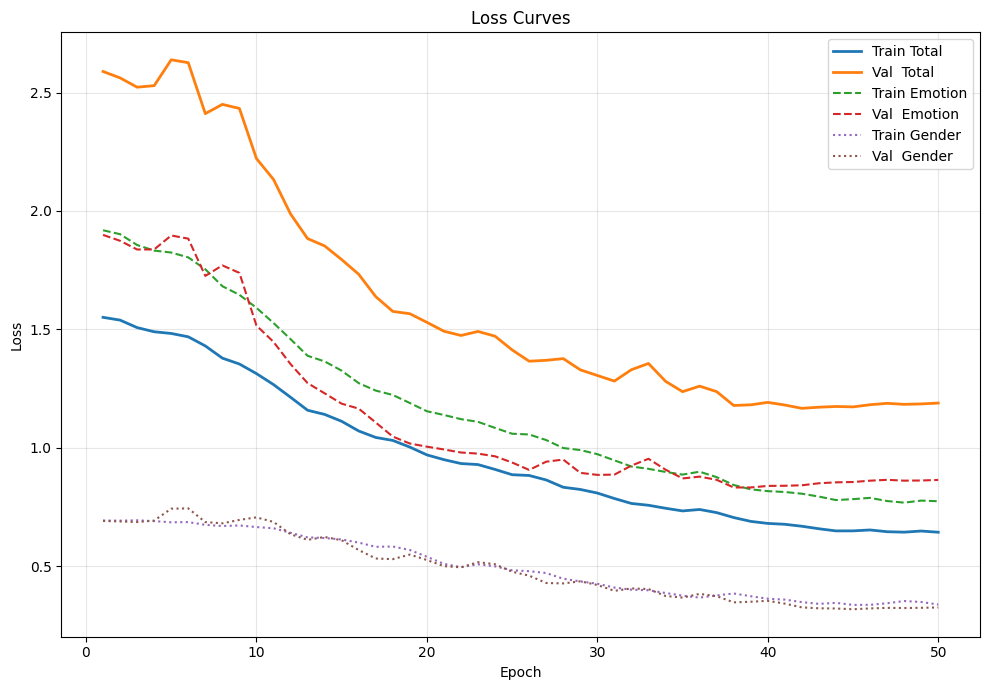 Loss Curves
Train Total
Val  Total
Train Emotion
Val  Emotion
Train Gender
Val  Gender
Loss
2.5
2.0
1.5
1.0
0.5
0
10
20
30
40
50
Epoch